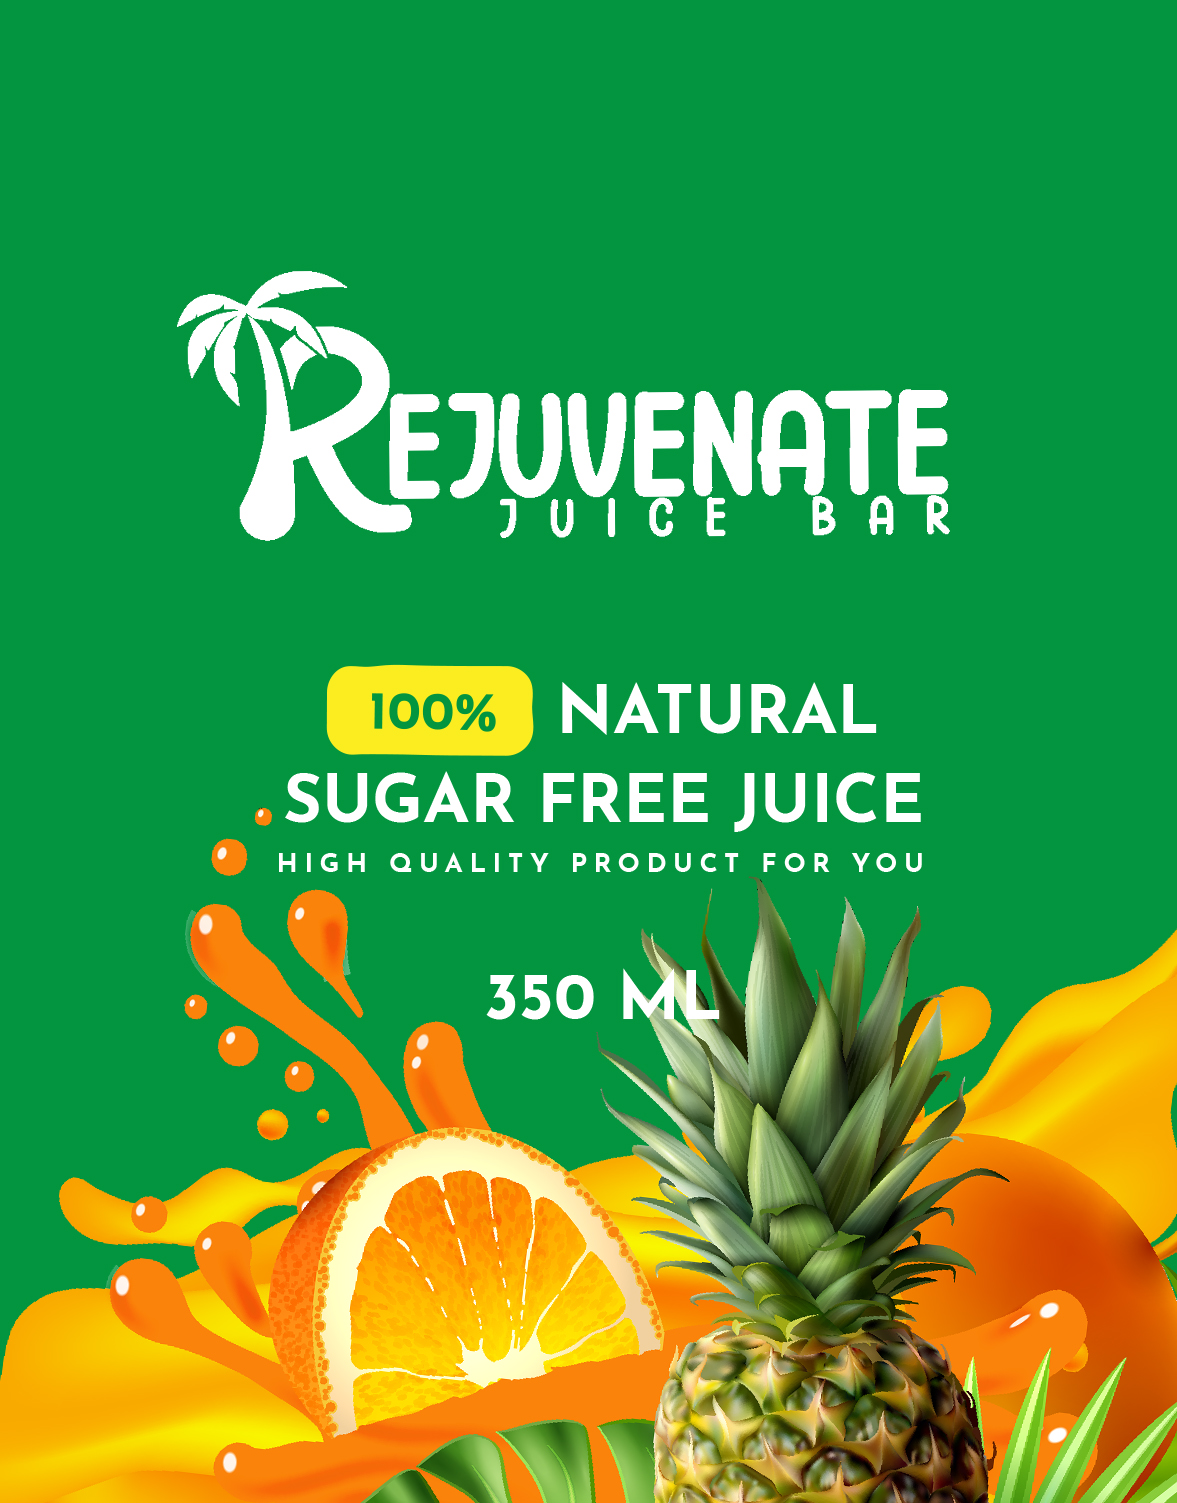 REJUVENATE
JUICE BAR
100% NATURAL
SUGAR FREE JUICE
HIGH QUALITY PRODUCT FOR YOU
350 ML